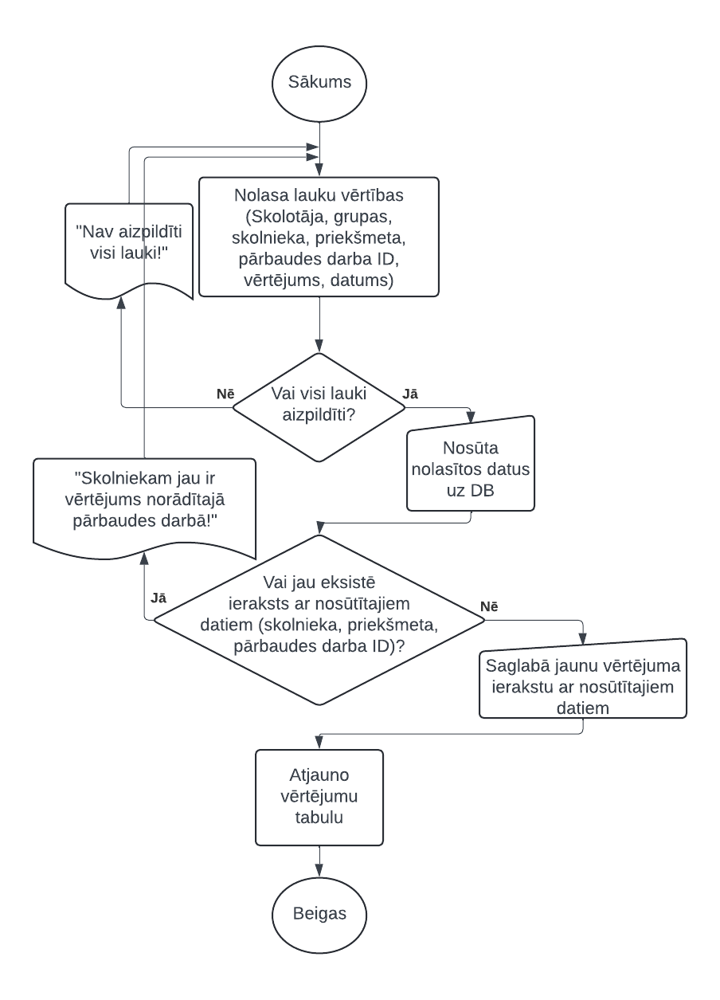 Sākums
Nolasa lauku vērtības
(Skolotāja, grupas,
skolnieka, priekšmeta,
pārbaudes darba ID,
vērtējums, datums)
"Nav aizpildīti
visi lauki!"
Nē
Vai visi lauki
aizpildīti?
Jā
Nosūta
nolasītos datus
uz DB
"Skolniekam jau ir
vērtējums norādītajā
pārbaudes darbā!"
Jā
Vai jau eksistē
ieraksts ar nosūtītajiem
datiem (skolnieka, priekšmeta,
pārbaudes darba ID)?
Nē
Saglabā jaunu vērtējuma
ierakstu ar nosūtītajiem
datiem
Atjauno
vērtējumu
tabulu
Beigas